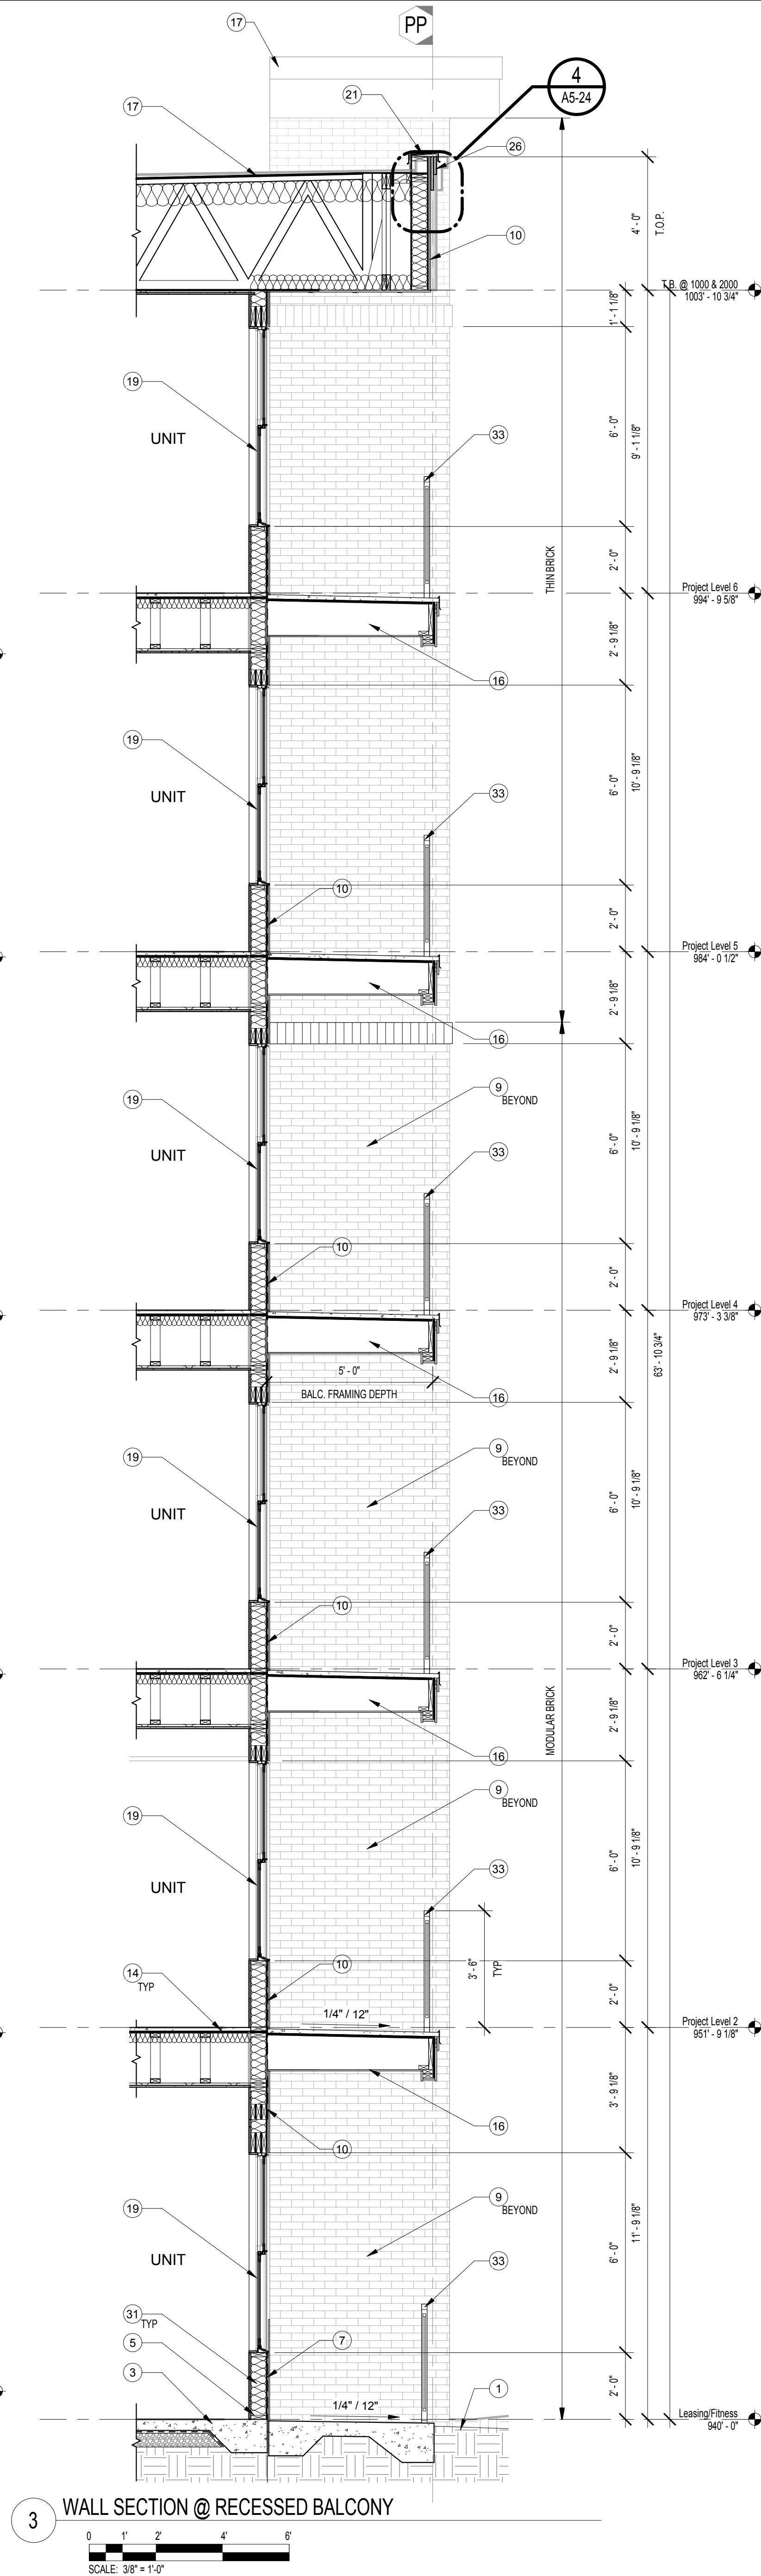 17
PP
4
A5-24
21
17
26
10
4' - 0"
T.O.P.
T.B. @ 1000 & 2000
1003' - 10 3/4"
1' - 1 1/8"
19
UNIT
33
6' - 0"
9' - 1 1/8"
THIN BRICK
2' - 0"
Project Level 6
994' - 9 5/8"
2' - 9 1/8"
16
19
UNIT
33
6' - 0"
10' - 9 1/8"
10
2' - 0"
Project Level 5
984' - 0 1/2"
2' - 9 1/8"
16
19
9
BEYOND
UNIT
33
6' - 0"
10' - 9 1/8"
10
2' - 0"
Project Level 4
973' - 3 3/8"
2' - 9 1/8"
63' - 10 3/4"
5' - 0"
BALC. FRAMING DEPTH
16
19
9
BEYOND
UNIT
33
6' - 0"
10' - 9 1/8"
10
2' - 0"
Project Level 3
962' - 6 1/4"
MODULAR BRICK
2' - 9 1/8"
16
9
BEYOND
19
UNIT
33
6' - 0"
10' - 9 1/8"
3' - 6"
TYP
10
14
TYP
2' - 0"
1/4" / 12"
Project Level 2
951' - 9 1/8"
3' - 9 1/8"
16
10
9
BEYOND
19
UNIT
33
6' - 0"
11' - 9 1/8"
31
TYP
5
7
3
1
2' - 0"
1/4" / 12"
Leasing/Fitness
940' - 0"
3
WALL SECTION @ RECESSED BALCONY
0 1' 2' 4' 6'
SCALE: 3/8" = 1'-0"